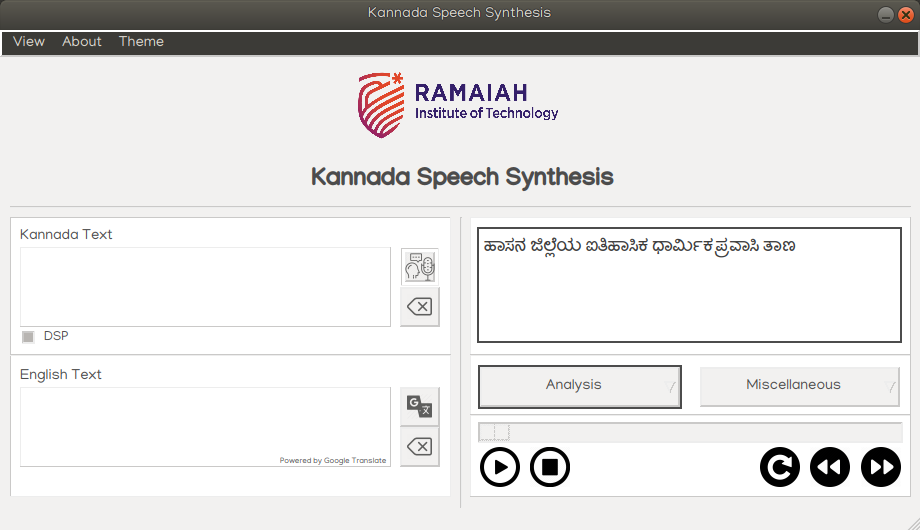 Kannada Speech Synthesis
View About Theme
RAMAIAH
Institute of Technology
Kannada Speech Synthesis
Kannada Text
DSP
English Text
Powered by Google Translate
ಹಾಸನ ಜಿಲ್ಲೆಯ ಐತಿಹಾಸಿಕ ಧಾರ್ಮಿಕ ಪ್ರವಾಸಿ ತಾಣ
Analysis Miscellaneous